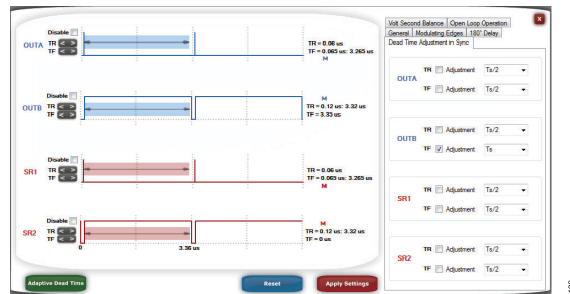 Disable
OUTA
TR < >
TF < >
TR = 0.08 us
TF = 0.065 us: 3.265 us
M
Disable
OUTB
TR < >
TF < >
M
TR = 0.12 us: 3.32 us
TF = 3.35 us
Disable
SR1
TR < >
TF < >
TR = 0.06 us
TF = 0.065 us: 3.265 us
M
Disable
SR2
TR < >
TF < >
M
TR = 0.12 us: 3.32 us
TF = 0 us
0
3.36 us
Adaptive Dead Time
Reset
Apply Settings
Volt Second Balance
Open Loop Operation
General
Modulating Edges
180° Delay
Dead Time Adjustment in Sync
x
OUTA
TR Adjustment Ts/2
TF Adjustment Ts/2
OUTB
TR Adjustment Ts/2
TF Adjustment Ts
SR1
TR Adjustment Ts/2
TF Adjustment Ts/2
SR2
TR Adjustment Ts/2
TF Adjustment Ts/2